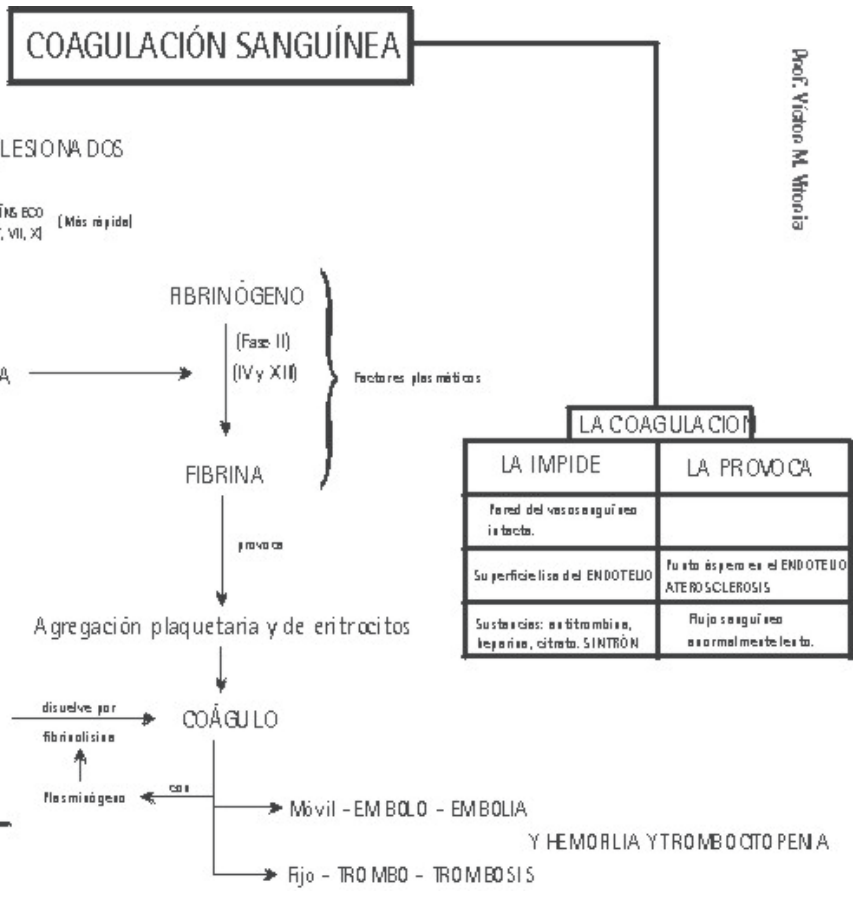 COAGULACIÓN SANGUÍNEA
Prof. Víctor M. Vitoria
LESIONADOS
ÍNSECO (Más rápida)
, VII, X)
FIBRINÓGENO
(Fase II)
A
(IV y XIII)
Factores plasmáticos
FIBRINA
provoca
Agregación plaquetaria y de eritrocitos
COÁGULO
disuelve por
fibrinolisina
Plasminógeno
con
Móvil - EMBOLO - EMBOLIA
Y HEMOFILIA Y TROMBOCITOPENIA
Fijo - TROMBO - TROMBOSIS
LA COAGULACION
LA IMPIDE
LA PROVOCA
Pared del vaso sanguíneo
intacta.
Superficie lisa del ENDOTELIO
Punto áspero en el ENDOTELIO
ATEROSCLEROSIS
Sustancias: antitrombina,
heparina, citrato. SINTRÓN
Flujo sanguíneo
anormalmente lento.